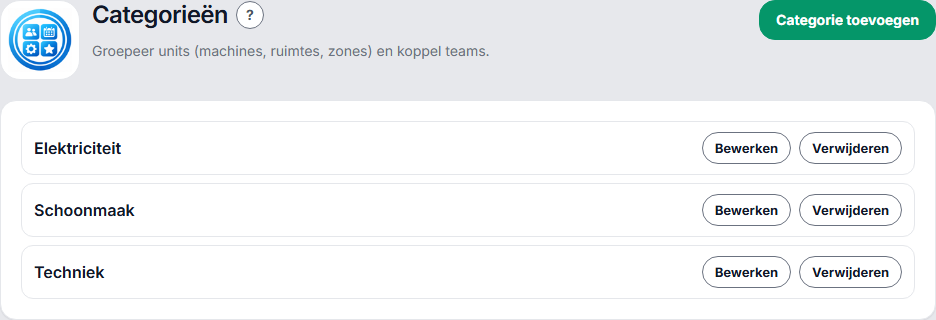 Categorieën ?
Categorie toevoegen
Groepeer units (machines, ruimtes, zones) en koppel teams.
Elektriciteit Bewerken Verwijderen
Schoonmaak Bewerken Verwijderen
Techniek Bewerken Verwijderen